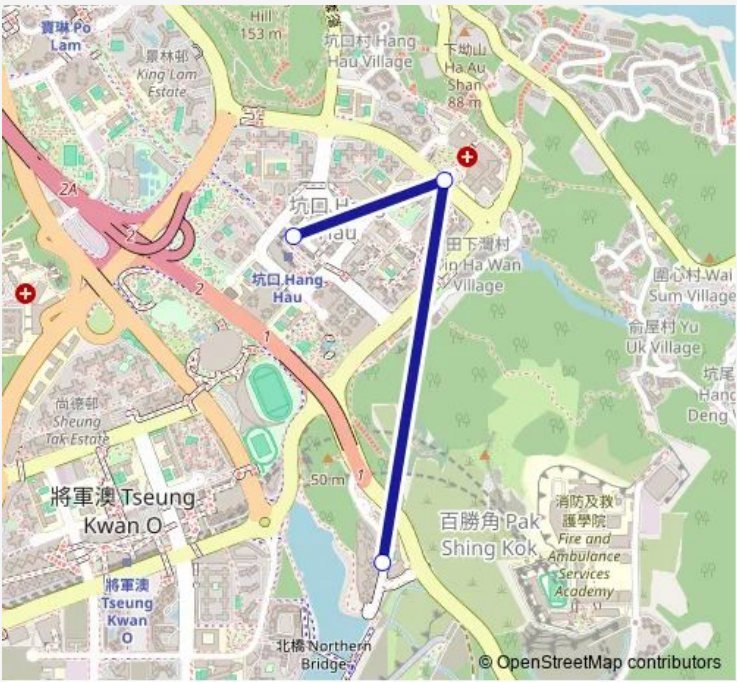 Hill
153 m
寶琳 Po
Lam
景林邨
King Lam
Estate
坑口村 Hang
Hau Village
下坳山
Ha Au
Shan
88 m
2A
2
坑口 Ha
au
坑口 Hang
Hau
田下灣村
in Ha Wan
Village
圍心村 Wai
Sum Village
俞屋村 Yu
Uk Village
坑尾
Hang
Deng V
2
1
尚德邨
Sheung
Tak Estate
50 m
1
將軍澳 Tseung
Kwan O
百勝角 Pak
Shing Kok
消防及救
護學院
Fire and
Ambulance
Services
Academy
將軍澳
Tseung
Kwan
O
北橋 Northern
Bridge
© OpenStreetMap contributors